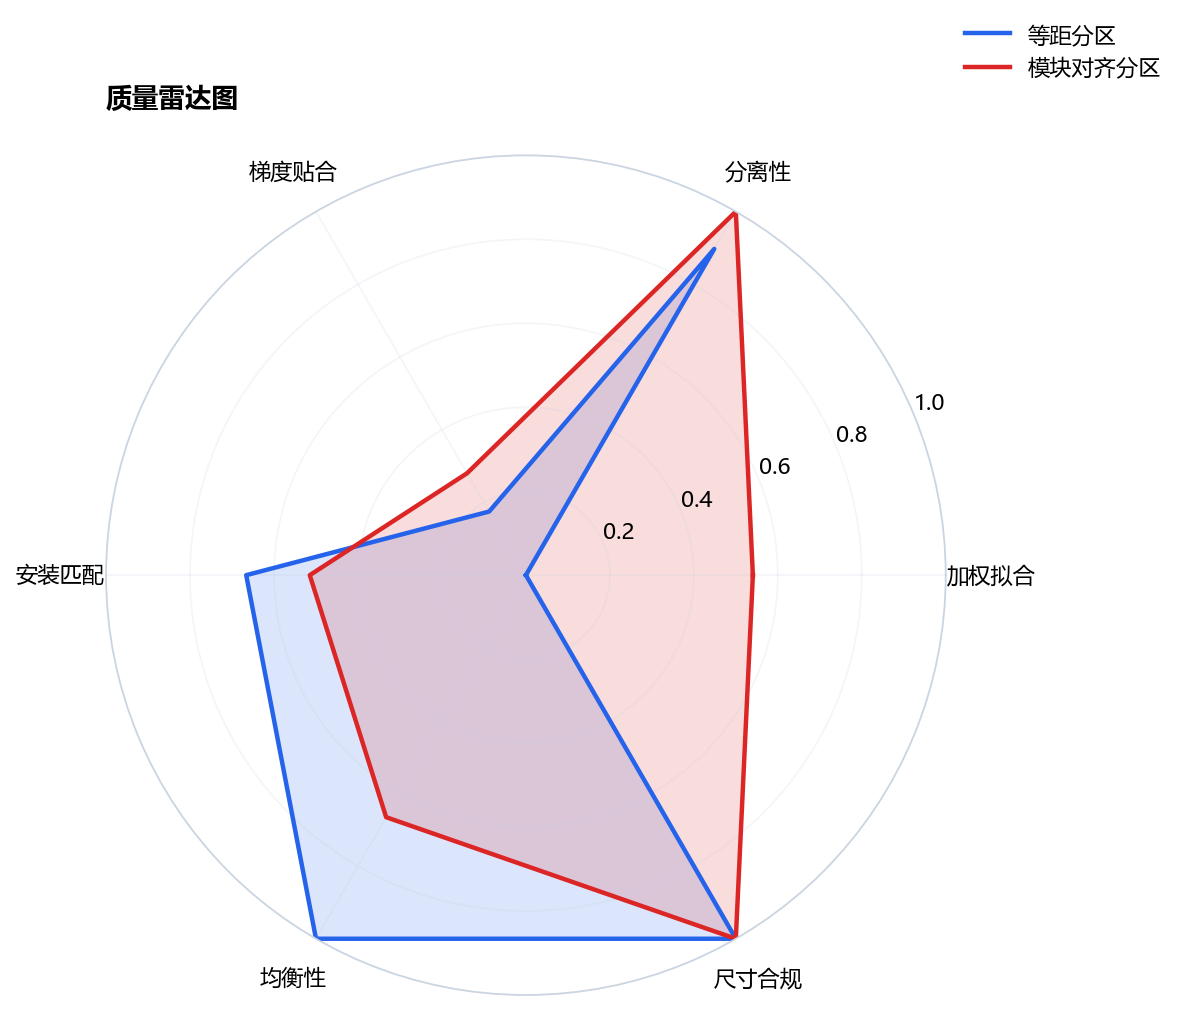 等距分区
模块对齐分区
质量雷达图
梯度贴合
分离性
1.0
0.8
0.6
0.4
0.2
安装匹配
加权拟合
均衡性
尺寸合规